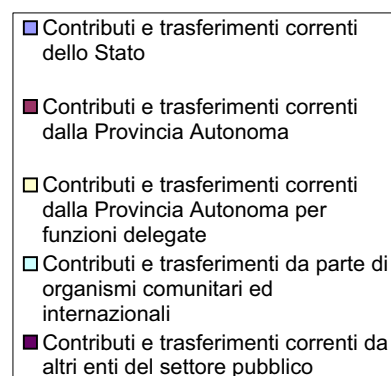 Contributi e trasferimenti correnti
dello Stato
Contributi e trasferimenti correnti
dalla Provincia Autonoma
Contributi e trasferimenti correnti
dalla Provincia Autonoma per
funzioni delegate
Contributi e trasferimenti da parte di
organismi comunitari ed
internazionali
Contributi e trasferimenti correnti da
altri enti del settore pubblico